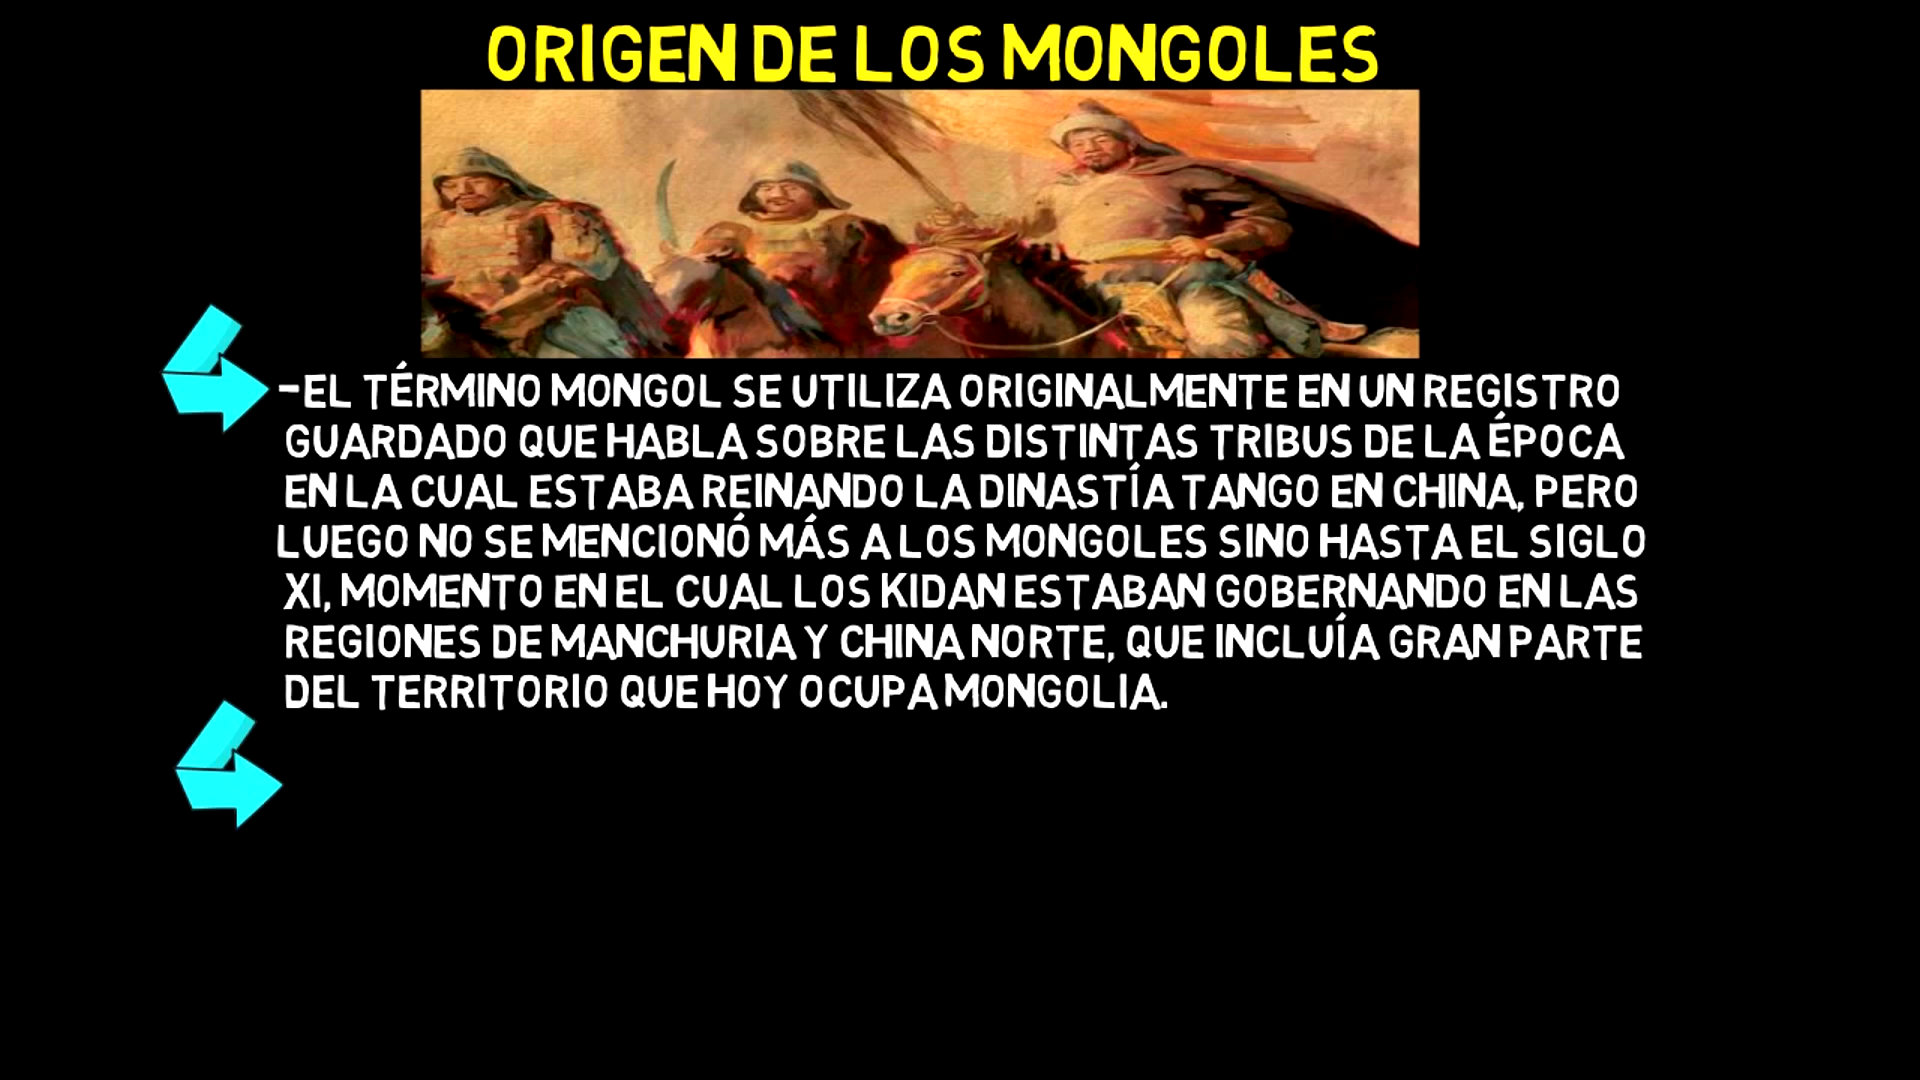 ORIGEN DE LOS MONGOLES
-EL TÉRMINO MONGOL SE UTILIZA ORIGINALMENTE EN UN REGISTRO
GUARDADO QUE HABLA SOBRE LAS DISTINTAS TRIBUS DE LA ÉPOCA
EN LA CUAL ESTABA REINANDO LA DINASTÍA TANGO EN CHINA, PERO
LUEGO NO SE MENCIONÓ MÁS A LOS MONGOLES SINO HASTA EL SIGLO
XI, MOMENTO EN EL CUAL LOS KIDAN ESTABAN GOBERNANDO EN LAS
REGIONES DE MANCHURIA Y CHINA NORTE, QUE INCLUÍA GRAN PARTE
DEL TERRITORIO QUE HOY OCUPA MONGOLIA.